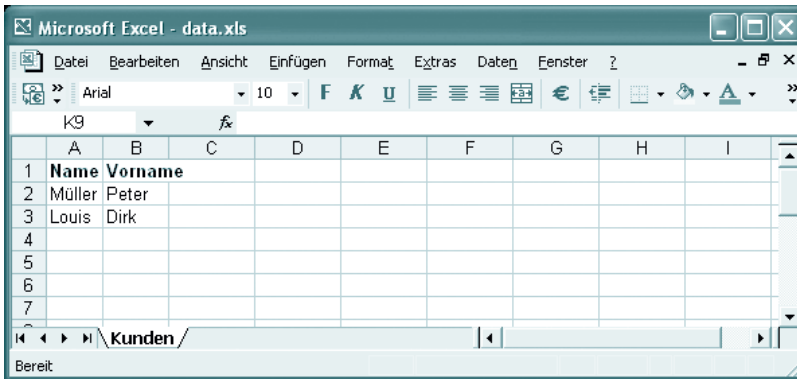 Microsoft Excel - data.xls
Datei Bearbeiten Ansicht Einfügen Format Extras Daten Fenster ?
Arial 10 F K U € A
K9 fx
A B C D E F G H I
1 Name Vorname
2 Müller Peter
3 Louis Dirk
4
5
6
7
Kunden
Bereit